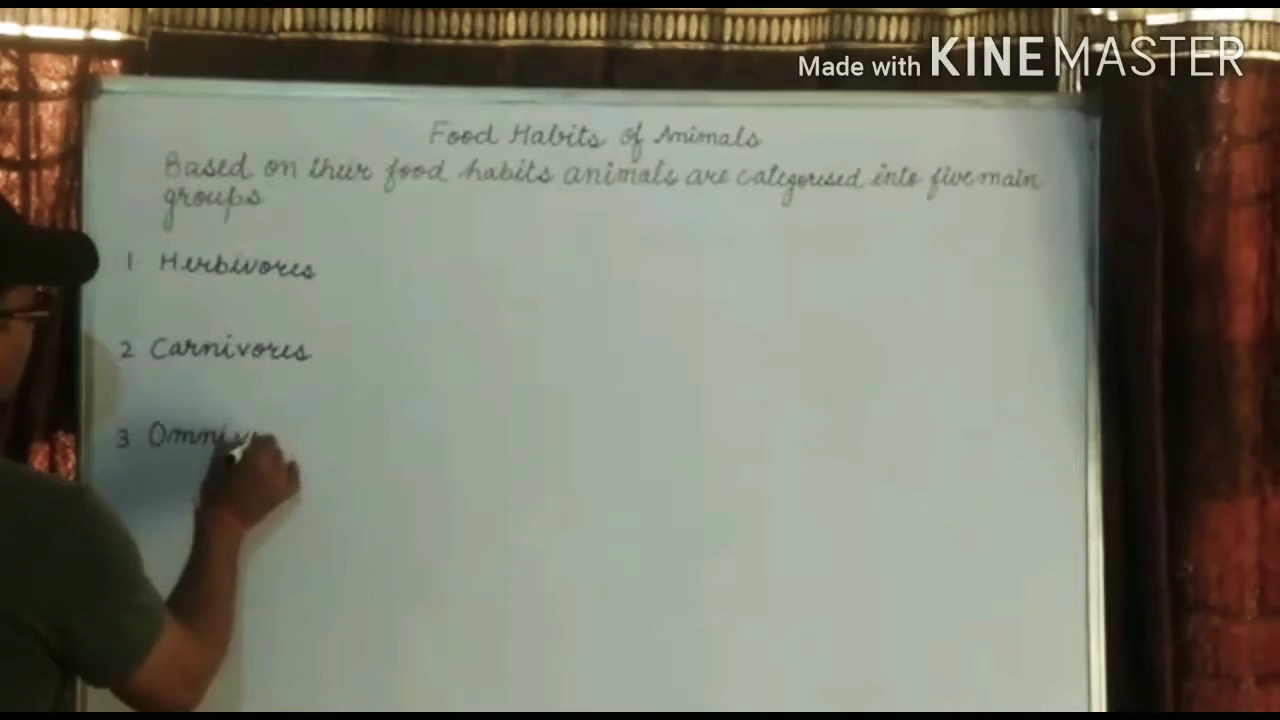 Made with KINEMASTER
Food Habits of Animals
Based on their food habits animals are categorised into five main
groups
1 Herbivores
2 Carnivores
3 Omniv